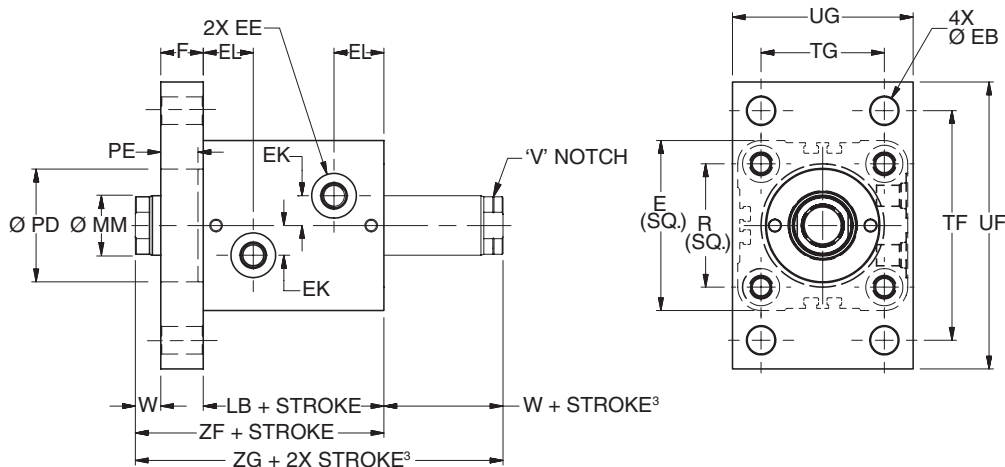 2X EE
F
EL
EL
PE
EK
'V' NOTCH
Ø PD
Ø MM
EK
W
LB + STROKE
W + STROKE³
ZF + STROKE
ZG + 2X STROKE³
UG
4X
Ø EB
TG
E
(SQ.)
R
(SQ.)
TF
UF